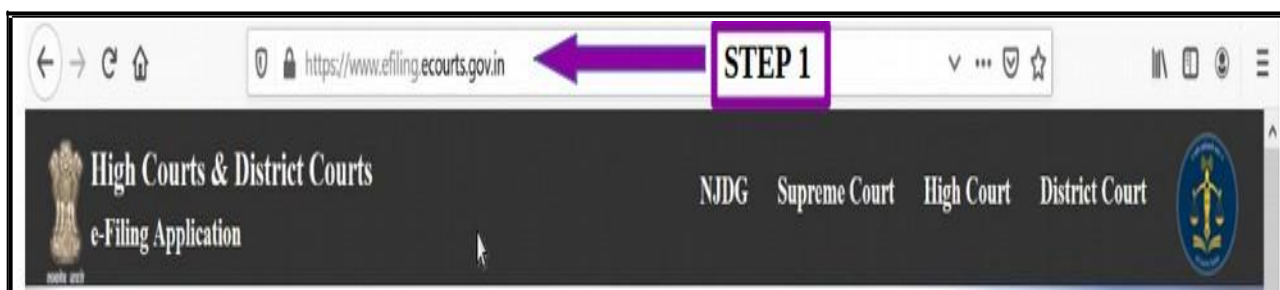 https://www.efiling.ecourts.gov.in STEP 1
High Courts & District Courts
e-Filing Application
NJDG Supreme Court High Court District Court